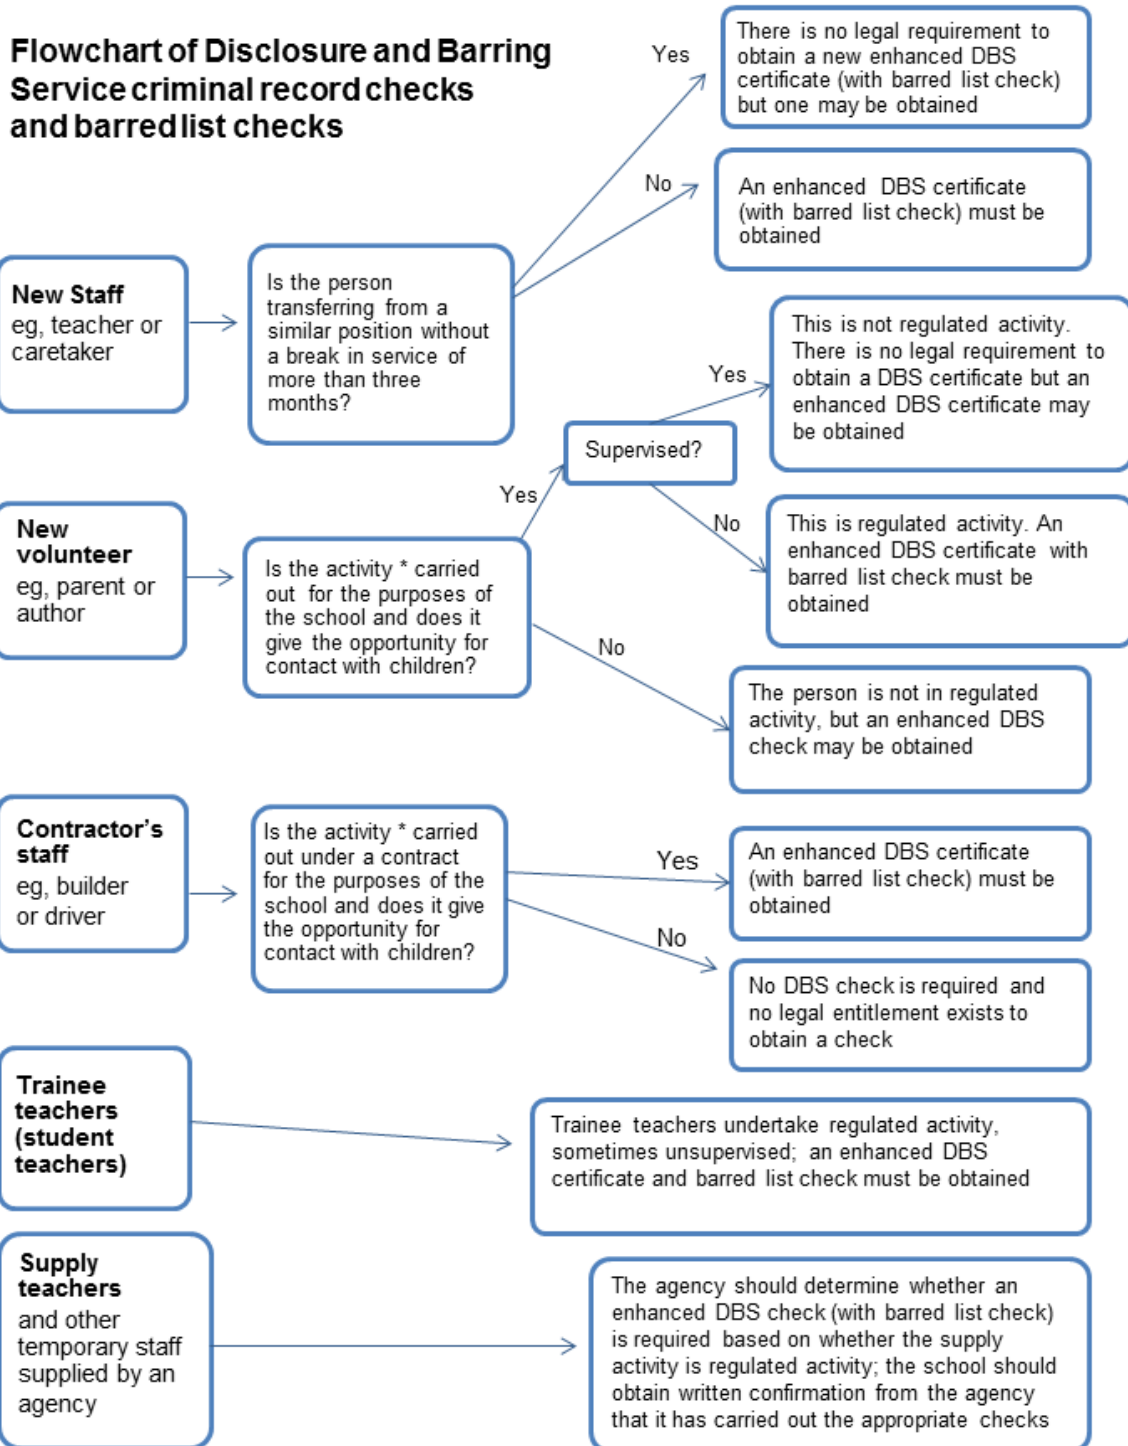 Flowchart of Disclosure and Barring
Service criminal record checks
and barred list checks
New Staff
eg, teacher or
caretaker
Is the person
transferring from a
similar position without
a break in service of
more than three
months?
Yes
There is no legal requirement to
obtain a new enhanced DBS
certificate (with barred list check)
but one may be obtained
No
An enhanced DBS certificate
(with barred list check) must be
obtained
New
volunteer
eg, parent or
author
Is the activity * carried
out for the purposes of
the school and does it
give the opportunity for
contact with children?
Yes
Supervised?
Yes
This is not regulated activity.
There is no legal requirement to
obtain a DBS certificate but an
enhanced DBS certificate may
be obtained
No
This is regulated activity. An
enhanced DBS certificate with
barred list check must be
obtained
No
The person is not in regulated
activity, but an enhanced DBS
check may be obtained
Contractor's
staff
eg, builder
or driver
Is the activity * carried
out under a contract
for the purposes of the
school and does it give
the opportunity for
contact with children?
Yes
An enhanced DBS certificate
(with barred list check) must be
obtained
No
No DBS check is required and
no legal entitlement exists to
obtain a check
Trainee
teachers
(student
teachers)
Trainee teachers undertake regulated activity,
sometimes unsupervised; an enhanced DBS
certificate and barred list check must be obtained
Supply
teachers
and other
temporary staff
supplied by an
agency
The agency should determine whether an
enhanced DBS check (with barred list check)
is required based on whether the supply
activity is regulated activity; the school should
obtain written confirmation from the agency
that it has carried out the appropriate checks